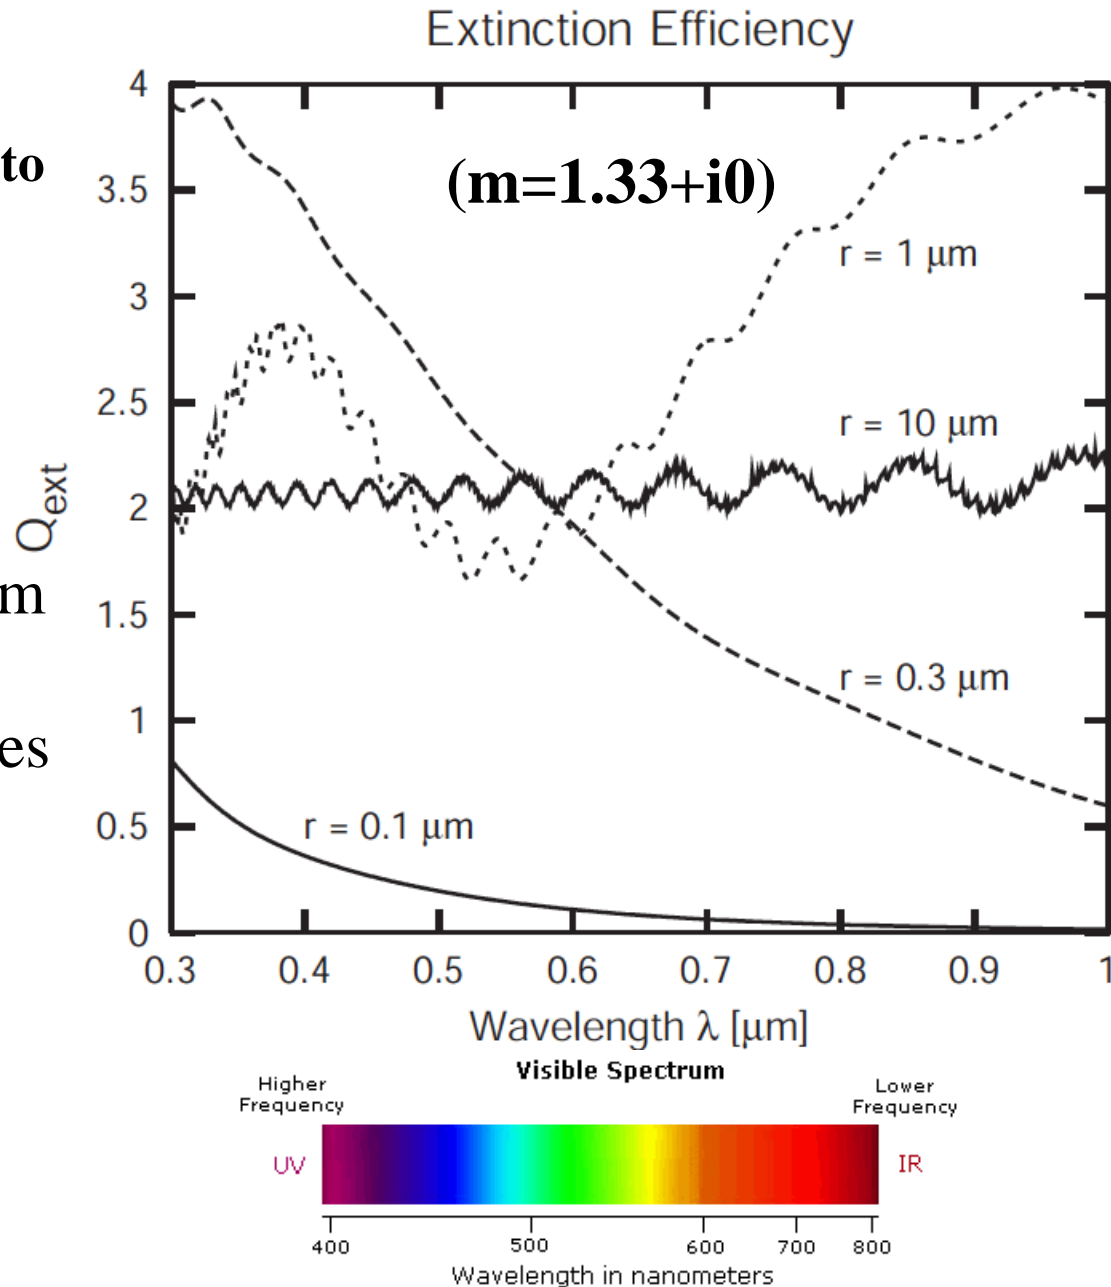 Extinction Efficiency
to
(m=1.33+i0)
4
3.5
3
2.5
2
1.5
1
0.5
0
Qext
m
es
r = 1 μm
r = 10 μm
r = 0.3 μm
r = 0.1 μm
0.3 0.4 0.5 0.6 0.7 0.8 0.9 1
Wavelength λ [μm]
Visible Spectrum
Higher
Frequency
Lower
Frequency
UV
IR
400 500 600 700 800
Wavelength in nanometers